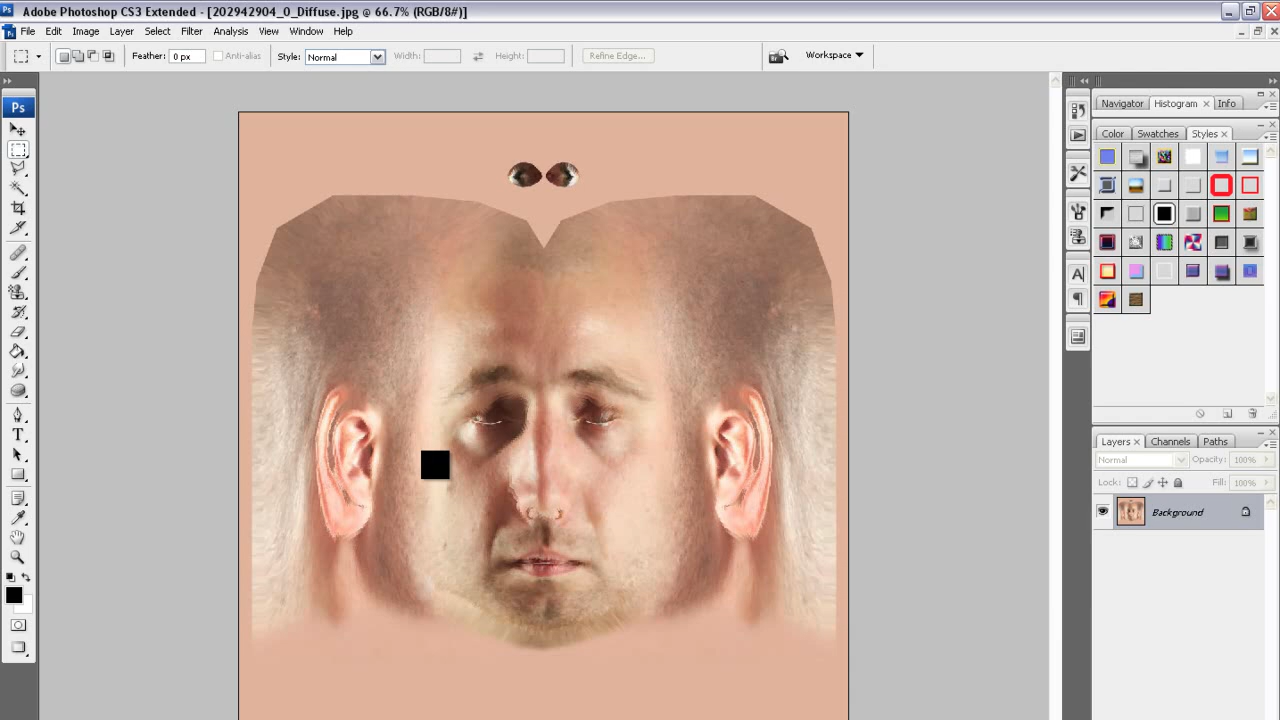 Adobe Photoshop CS3 Extended - [202942904_0_Diffuse.jpg @ 66.7% (RGB/8#)]
File Edit Image Layer Select Filter Analysis View Window Help
Feather: 0 px Anti-alias Style: Normal Width: Height: Refine Edge... Workspace
Ps
Navigator Histogram Info
Color Swatches Styles
T
A
Layers Channels Paths
Normal Opacity: 100%
Lock: Fill: 100%
Background